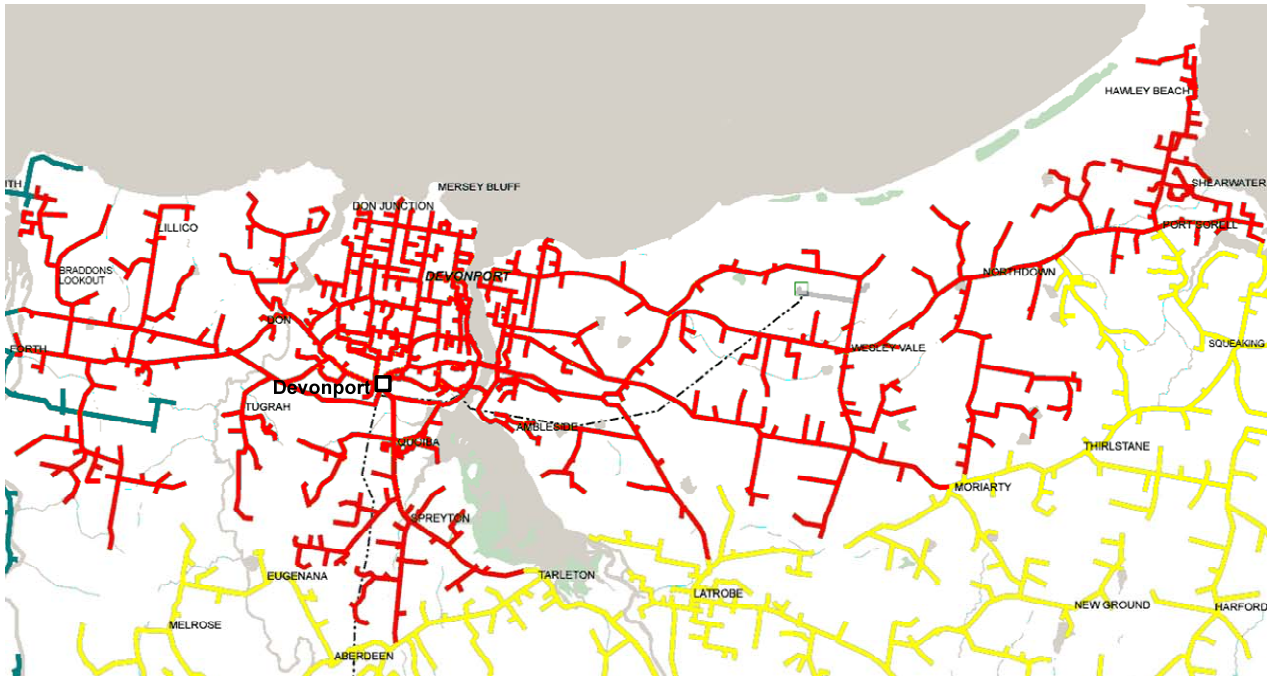 HAWLEY BEACH
SHEARWATER
MERSEY BLUFF
DON JUNCTION
PORT SORELL
LILLICO
BRADDONS
LOOKOUT
DEVONPORT
NORTHDOWN
DON
FORTH
WESLEY VALE
SQUEAKING
Devonport
TUGRAH
AMBLESIDE
QUOIBA
THIRLSTANE
MORIARTY
SPREYTON
EUGENANA
TARLETON
LATROBE
NEW GROUND
HARFORD
MELROSE
ABERDEEN